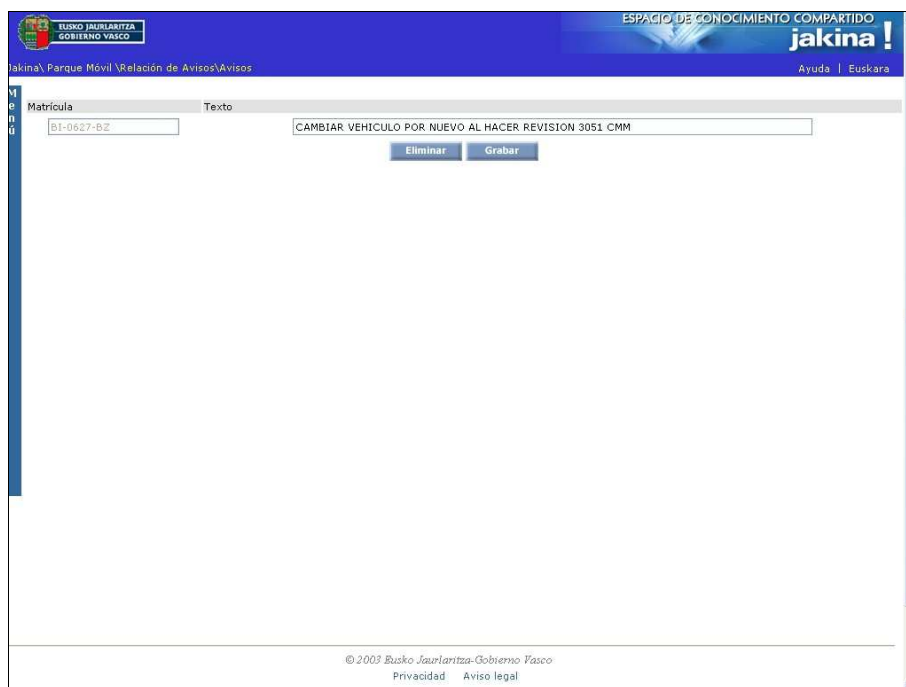 EUSKO JAURLARITZA
GOBIERNO VASCO
ESPACIO DE CONOCIMIENTO COMPARTIDO
jakina!
Jakina\ Parque Móvil \Relación de Avisos\Avisos
Ayuda | Euskara
Menú
Matrícula Texto
BI-0627-BZ CAMBIAR VEHICULO POR NUEVO AL HACER REVISION 3051 CMM
Eliminar Grabar
© 2003 Eusko Jaurlaritza-Gobierno Vasco
Privacidad Aviso legal